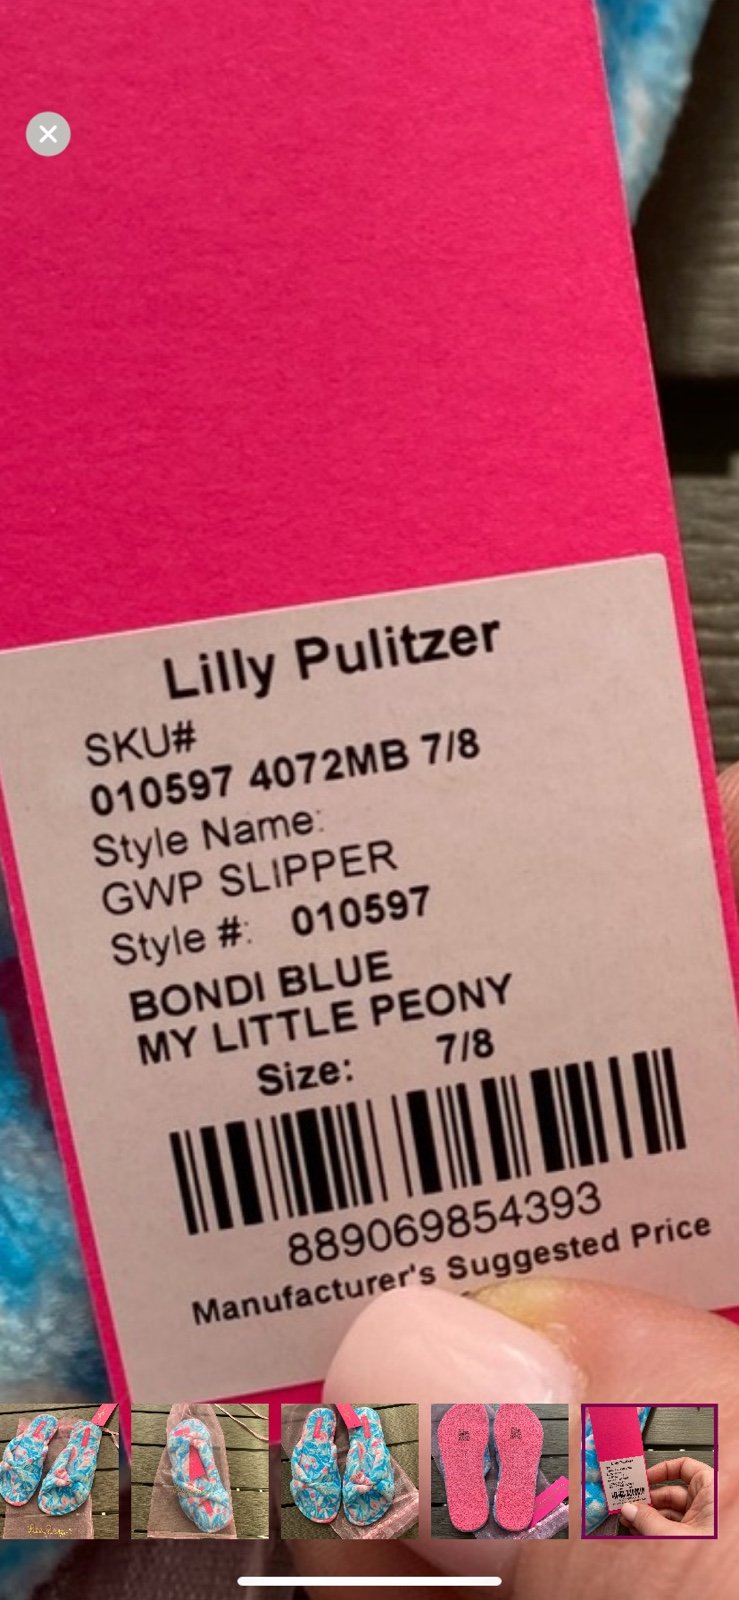 Lilly Pulitzer
SKU#
010597 4072MB 7/8
Style Name:
GWP SLIPPER
Style #: 010597
BONDI BLUE
MY LITTLE PEONY
Size: 7/8
889069854393
Manufacturer's Suggested Price